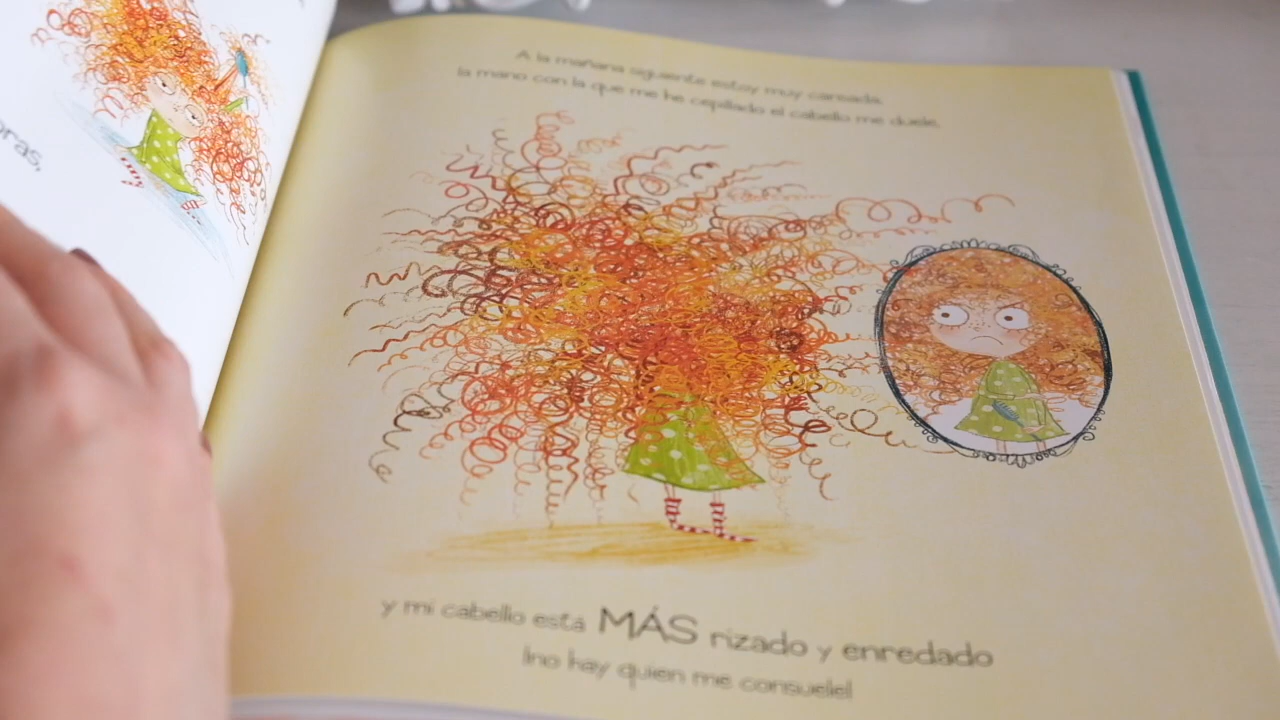 oras,
A la mañana siguiente estoy muy cansada,
la mano con la que me he cepillado el cabello me duele,
y mi cabello está MÁS rizado y enredado
¡no hay quien me consuele!